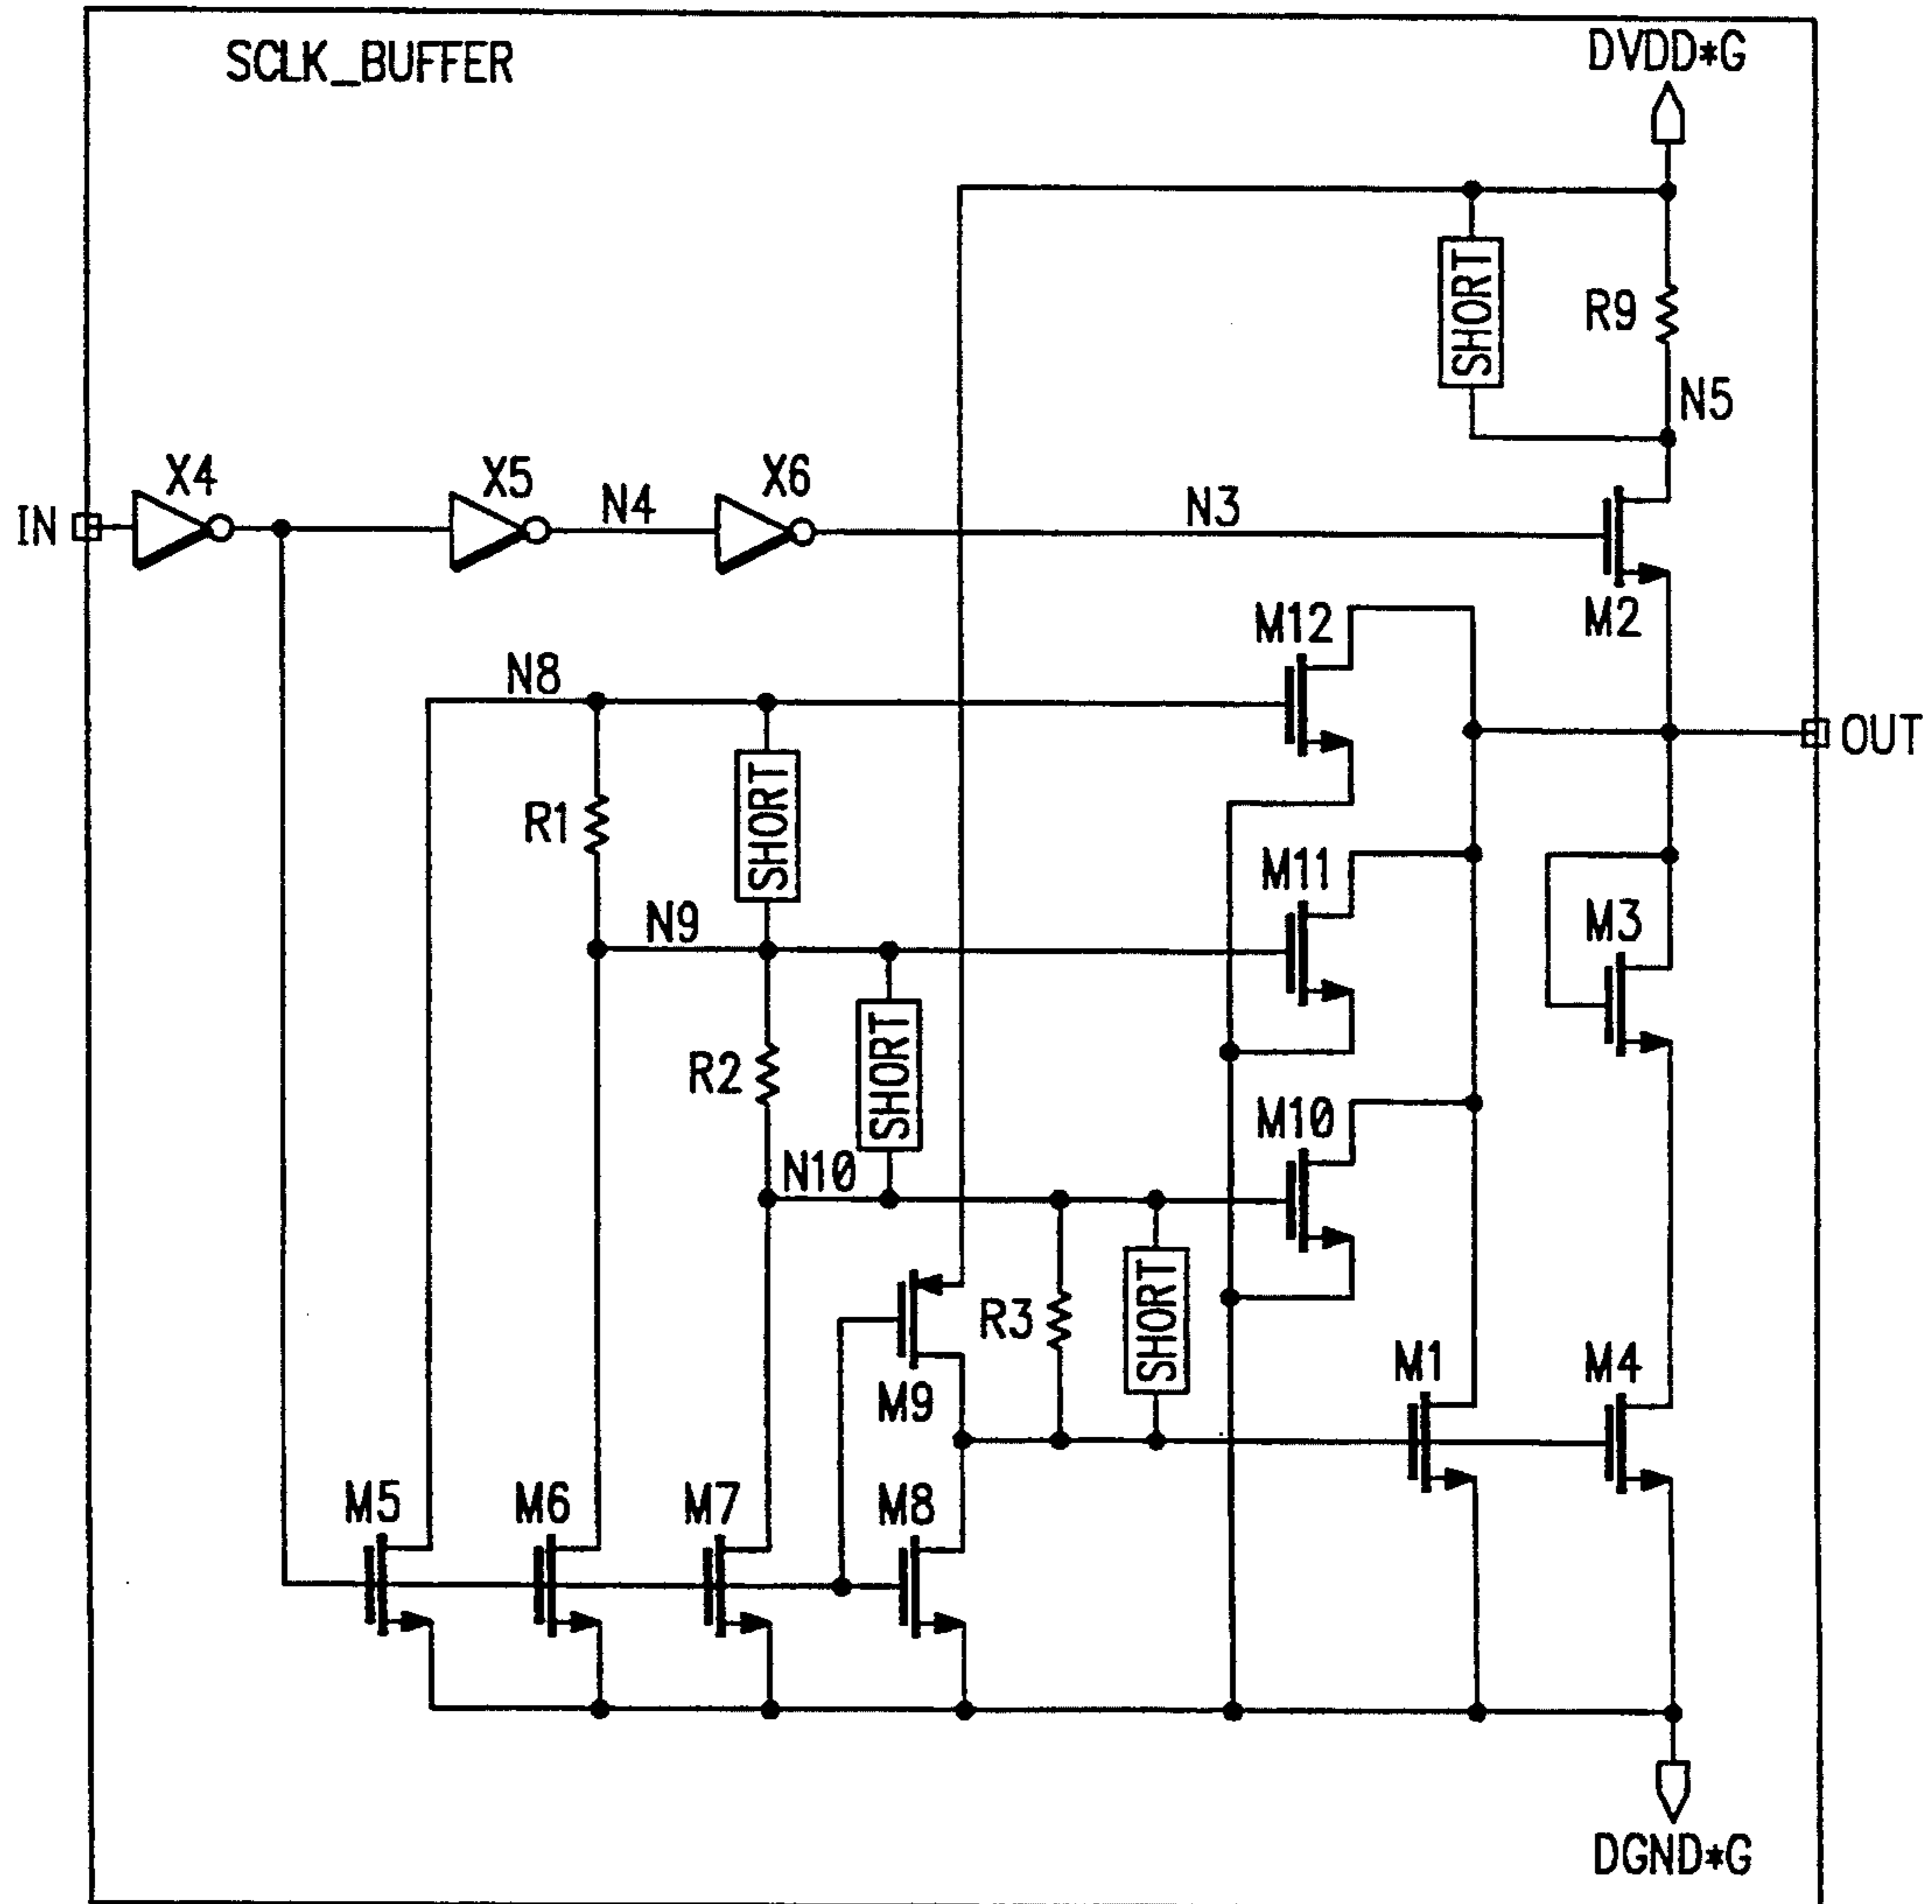 SCLK_BUFFER
DVDD*G
SHORT
R9
N5
X4
X5
N4
X6
N3
IN
M2
M12
N8
OUT
R1
SHORT
M11
N9
M3
R2
SHORT
M10
N10
R3
SHORT
M9
M1
M4
M5
M6
M7
M8
DGND*G